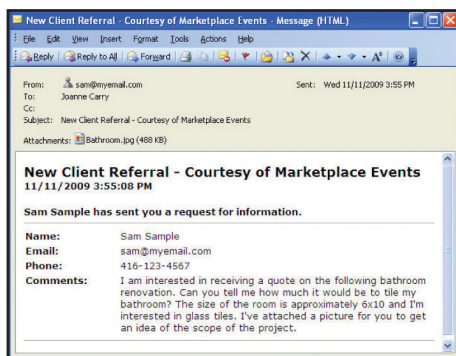 New Client Referral - Courtesy of Marketplace Events - Message (HTML)
File Edit View Insert Format Tools Actions Help
Reply Reply to All Forward
From: sam@myemail.com Sent: Wed 11/11/2009 3:55 PM
To: Joanne Carry
Cc:
Subject: New Client Referral - Courtesy of Marketplace Events
Attachments: Bathroom.jpg (488 KB)
New Client Referral - Courtesy of Marketplace Events
11/11/2009 3:55:08 PM
Sam Sample has sent you a request for information.
Name: Sam Sample
Email: sam@myemail.com
Phone: 416-123-4567
Comments: I am interested in receiving a quote on the following bathroom
renovation. Can you tell me how much it would be to tile my
bathroom? The size of the room is approximately 6x10 and I'm
interested in glass tiles. I've attached a picture for you to get
an idea of the scope of the project.